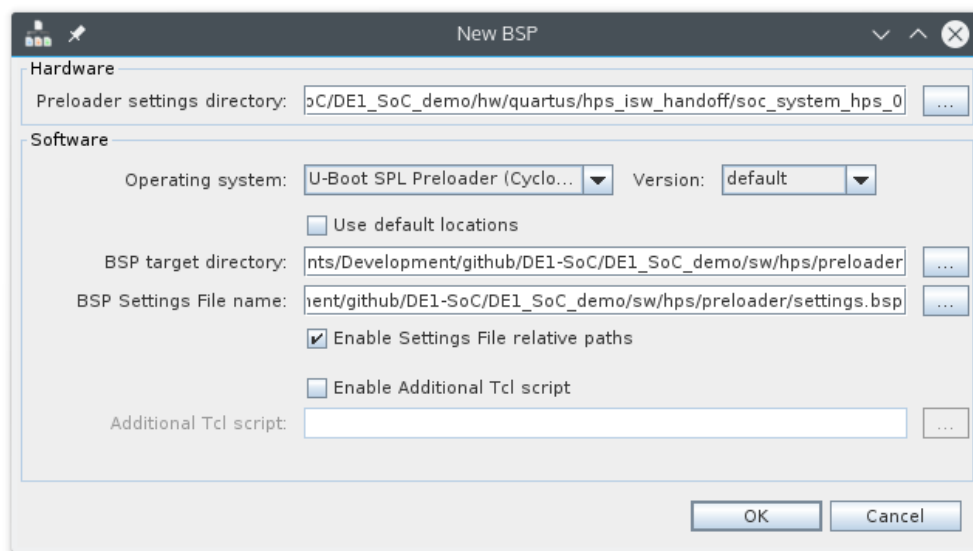 New BSP
Hardware
Preloader settings directory: oC/DE1_SoC_demo/hw/quartus/hps_isw_handoff/soc_system_hps_0 ...
Software
Operating system: U-Boot SPL Preloader (Cyclo... Version: default
Use default locations
BSP target directory: nts/Development/github/DE1-SoC/DE1_SoC_demo/sw/hps/preloader ...
BSP Settings File name: nent/github/DE1-SoC/DE1_SoC_demo/sw/hps/preloader/settings.bsp ...
Enable Settings File relative paths
Enable Additional Tcl script
Additional Tcl script: ...
OK Cancel